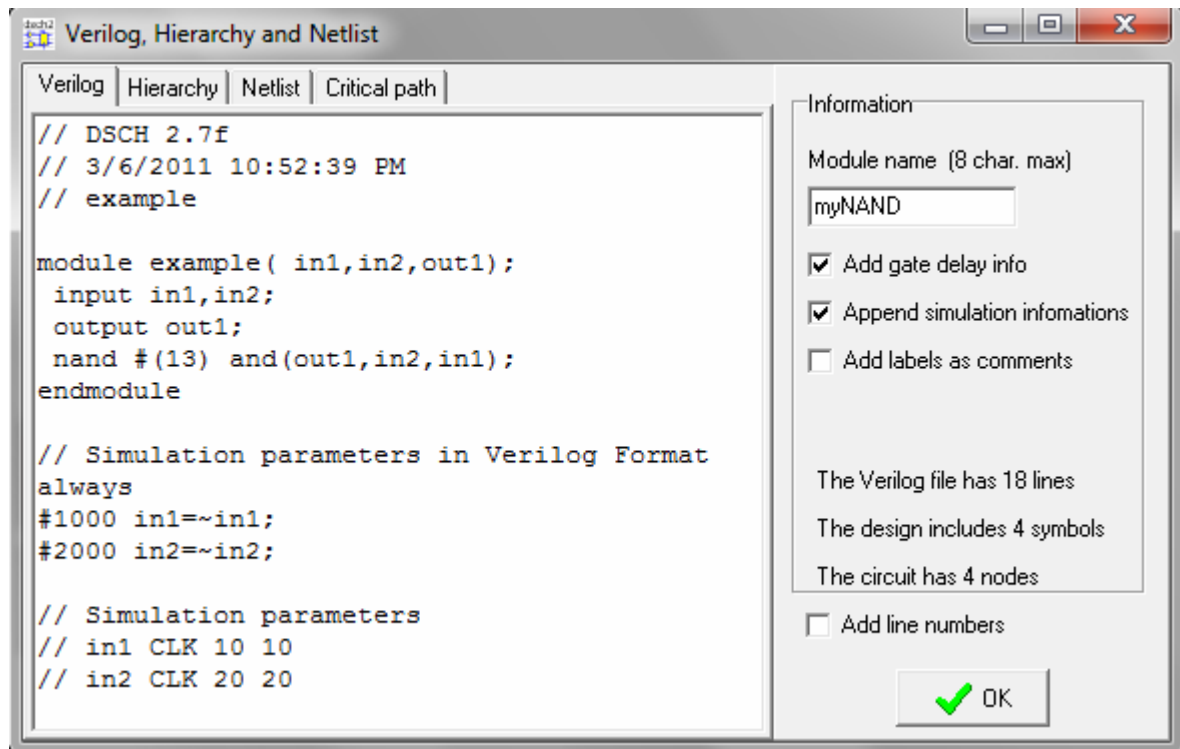 Verilog, Hierarchy and Netlist
Verilog
Hierarchy
Netlist
Critical path
// DSCH 2.7f
// 3/6/2011 10:52:39 PM
// example
module example( in1,in2,out1);
input in1,in2;
output out1;
nand #(13) and(out1,in2,in1);
endmodule
// Simulation parameters in Verilog Format
always
#1000 in1=~in1;
#2000 in2=~in2;
// Simulation parameters
// in1 CLK 10 10
// in2 CLK 20 20
Information
Module name (8 char. max)
myNAND
Add gate delay info
Append simulation infomations
Add labels as comments
The Verilog file has 18 lines
The design includes 4 symbols
The circuit has 4 nodes
Add line numbers
OK